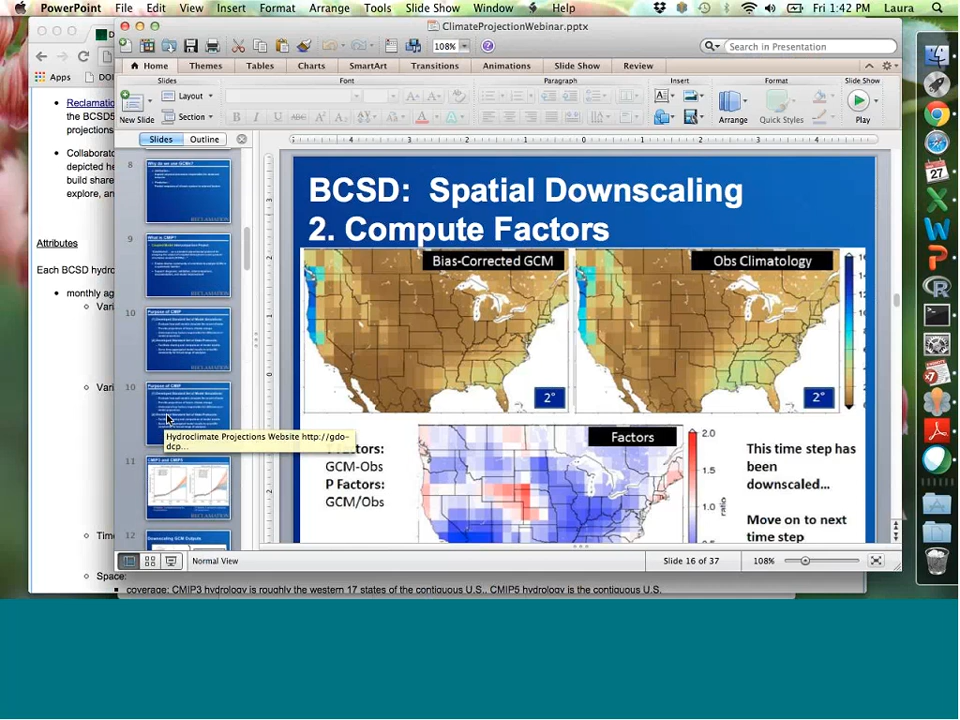 PowerPoint File Edit View Insert Format Arrange Tools Slide Show Window Help Fri 1:42 PM Laura
ClimateProjectionWebinar.pptx
108% Search in Presentation
Home Themes Tables Charts SmartArt Transitions Animations Slide Show Review
Slides Font Paragraph Insert Format Slide Show
New Slide Layout Section Arrange Quick Styles Play
Slides Outline
Apps
Reclamation
the BCSD5
projections
Collaborat
depicted he
build share
explore, an
Attributes
Each BCSD hydro
monthly ag
Vari
Vari
Time
Space:
coverage: CMIP3 hydrology is roughly the western 17 states of the contiguous U.S., CMIP5 hydrology is the contiguous U.S.
8
Why do we use GCMs?
9
What is CMIP?
10
Purpose of CMIP
10
Purpose of CMIP
Hydroclimate Projections Website http://gdo-
dcp...
11
CMIP3 and CMIP5
12
Downscaling GCM Outputs
BCSD: Spatial Downscaling
2. Compute Factors
Bias-Corrected GCM
Obs Climatology
2°
2°
Factors:
GCM-Obs
P Factors:
GCM/Obs
Factors
2.0
1.5
1.0
ratio
This time step has
been
downscaled...
Move on to next
time step
Normal View Slide 16 of 37 108%